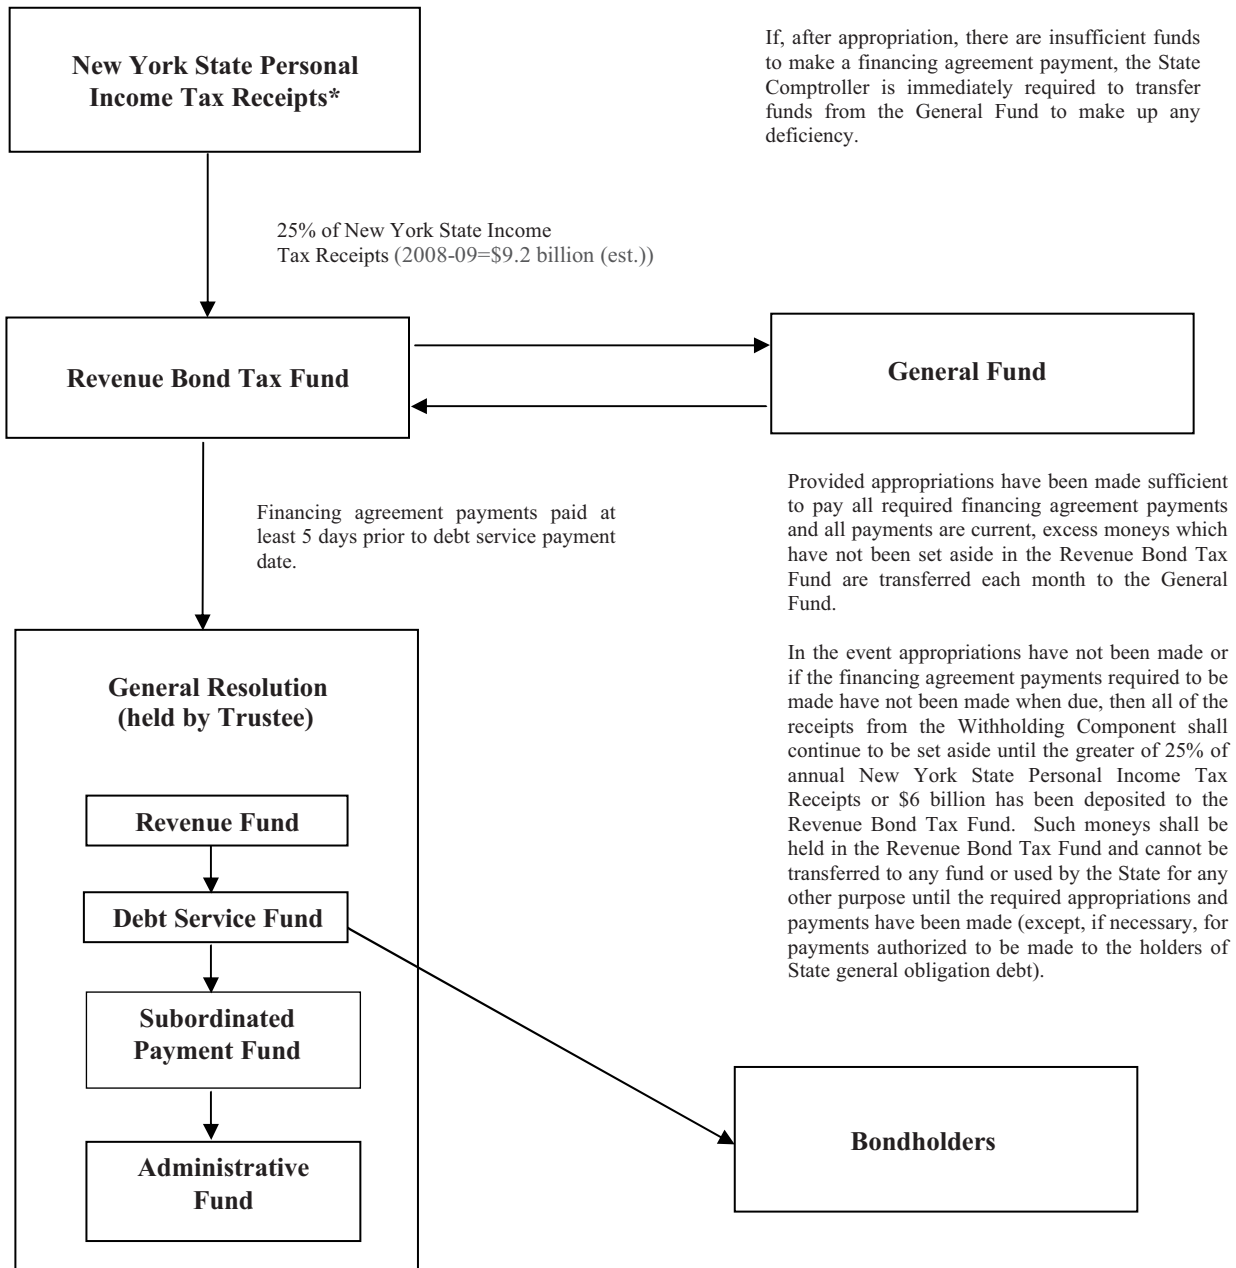 New York State Personal
Income Tax Receipts*
If, after appropriation, there are insufficient funds
to make a financing agreement payment, the State
Comptroller is immediately required to transfer
funds from the General Fund to make up any
deficiency.
25% of New York State Income
Tax Receipts (2008-09=$9.2 billion (est.))
Revenue Bond Tax Fund
General Fund
Financing agreement payments paid at
least 5 days prior to debt service payment
date.
Provided appropriations have been made sufficient
to pay all required financing agreement payments
and all payments are current, excess moneys which
have not been set aside in the Revenue Bond Tax
Fund are transferred each month to the General
Fund.
In the event appropriations have not been made or
if the financing agreement payments required to be
made have not been made when due, then all of the
receipts from the Withholding Component shall
continue to be set aside until the greater of 25% of
annual New York State Personal Income Tax
Receipts or $6 billion has been deposited to the
Revenue Bond Tax Fund. Such moneys shall be
held in the Revenue Bond Tax Fund and cannot be
transferred to any fund or used by the State for any
other purpose until the required appropriations and
payments have been made (except, if necessary, for
payments authorized to be made to the holders of
State general obligation debt).
General Resolution
(held by Trustee)
Revenue Fund
Debt Service Fund
Subordinated
Payment Fund
Administrative
Fund
Bondholders